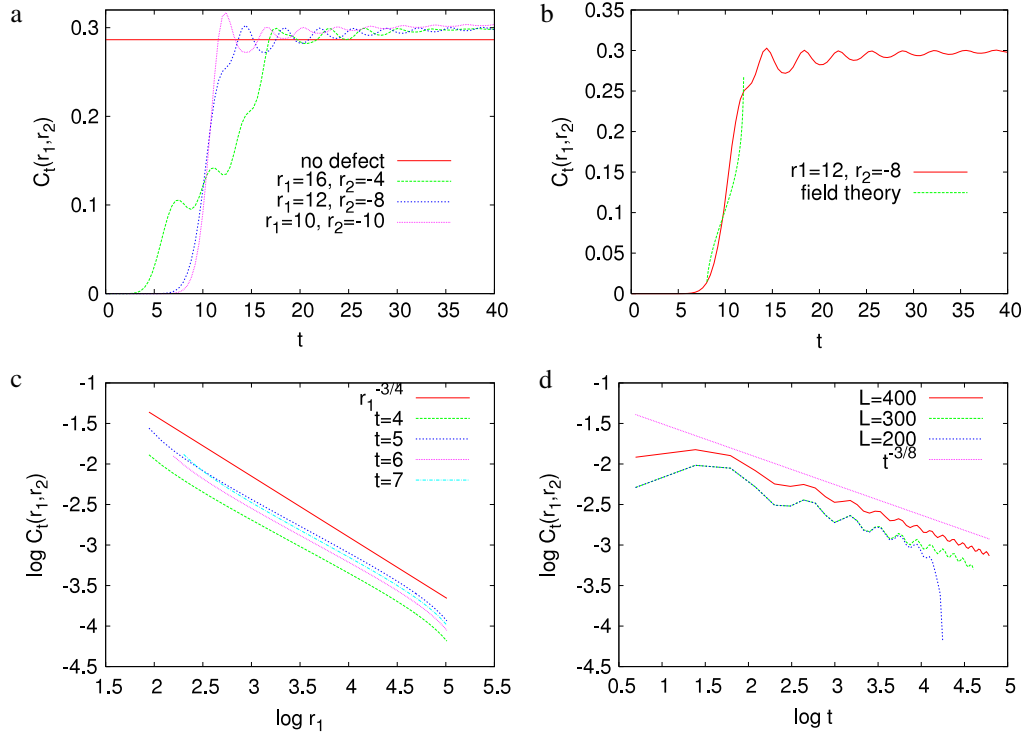 a
0.3
0.2
0.1
0
C_t(r_1,r_2)
0 5 10 15 20 25 30 35 40
t
no defect
r_1=16, r_2=-4
r_1=12, r_2=-8
r_1=10, r_2=-10
b
0.35
0.3
0.25
0.2
0.15
0.1
0.05
0
C_t(r_1,r_2)
0 5 10 15 20 25 30 35 40
t
r1=12, r_2=-8
field theory
c
-1
-1.5
-2
-2.5
-3
-3.5
-4
-4.5
log C_t(r_1,r_2)
1.5 2 2.5 3 3.5 4 4.5 5 5.5
log r_1
r_1^{-3/4}
t=4
t=5
t=6
t=7
d
-1
-1.5
-2
-2.5
-3
-3.5
-4
-4.5
log C_t(r_1,r_2)
0.5 1 1.5 2 2.5 3 3.5 4 4.5 5
log t
L=400
L=300
L=200
t^{-3/8}